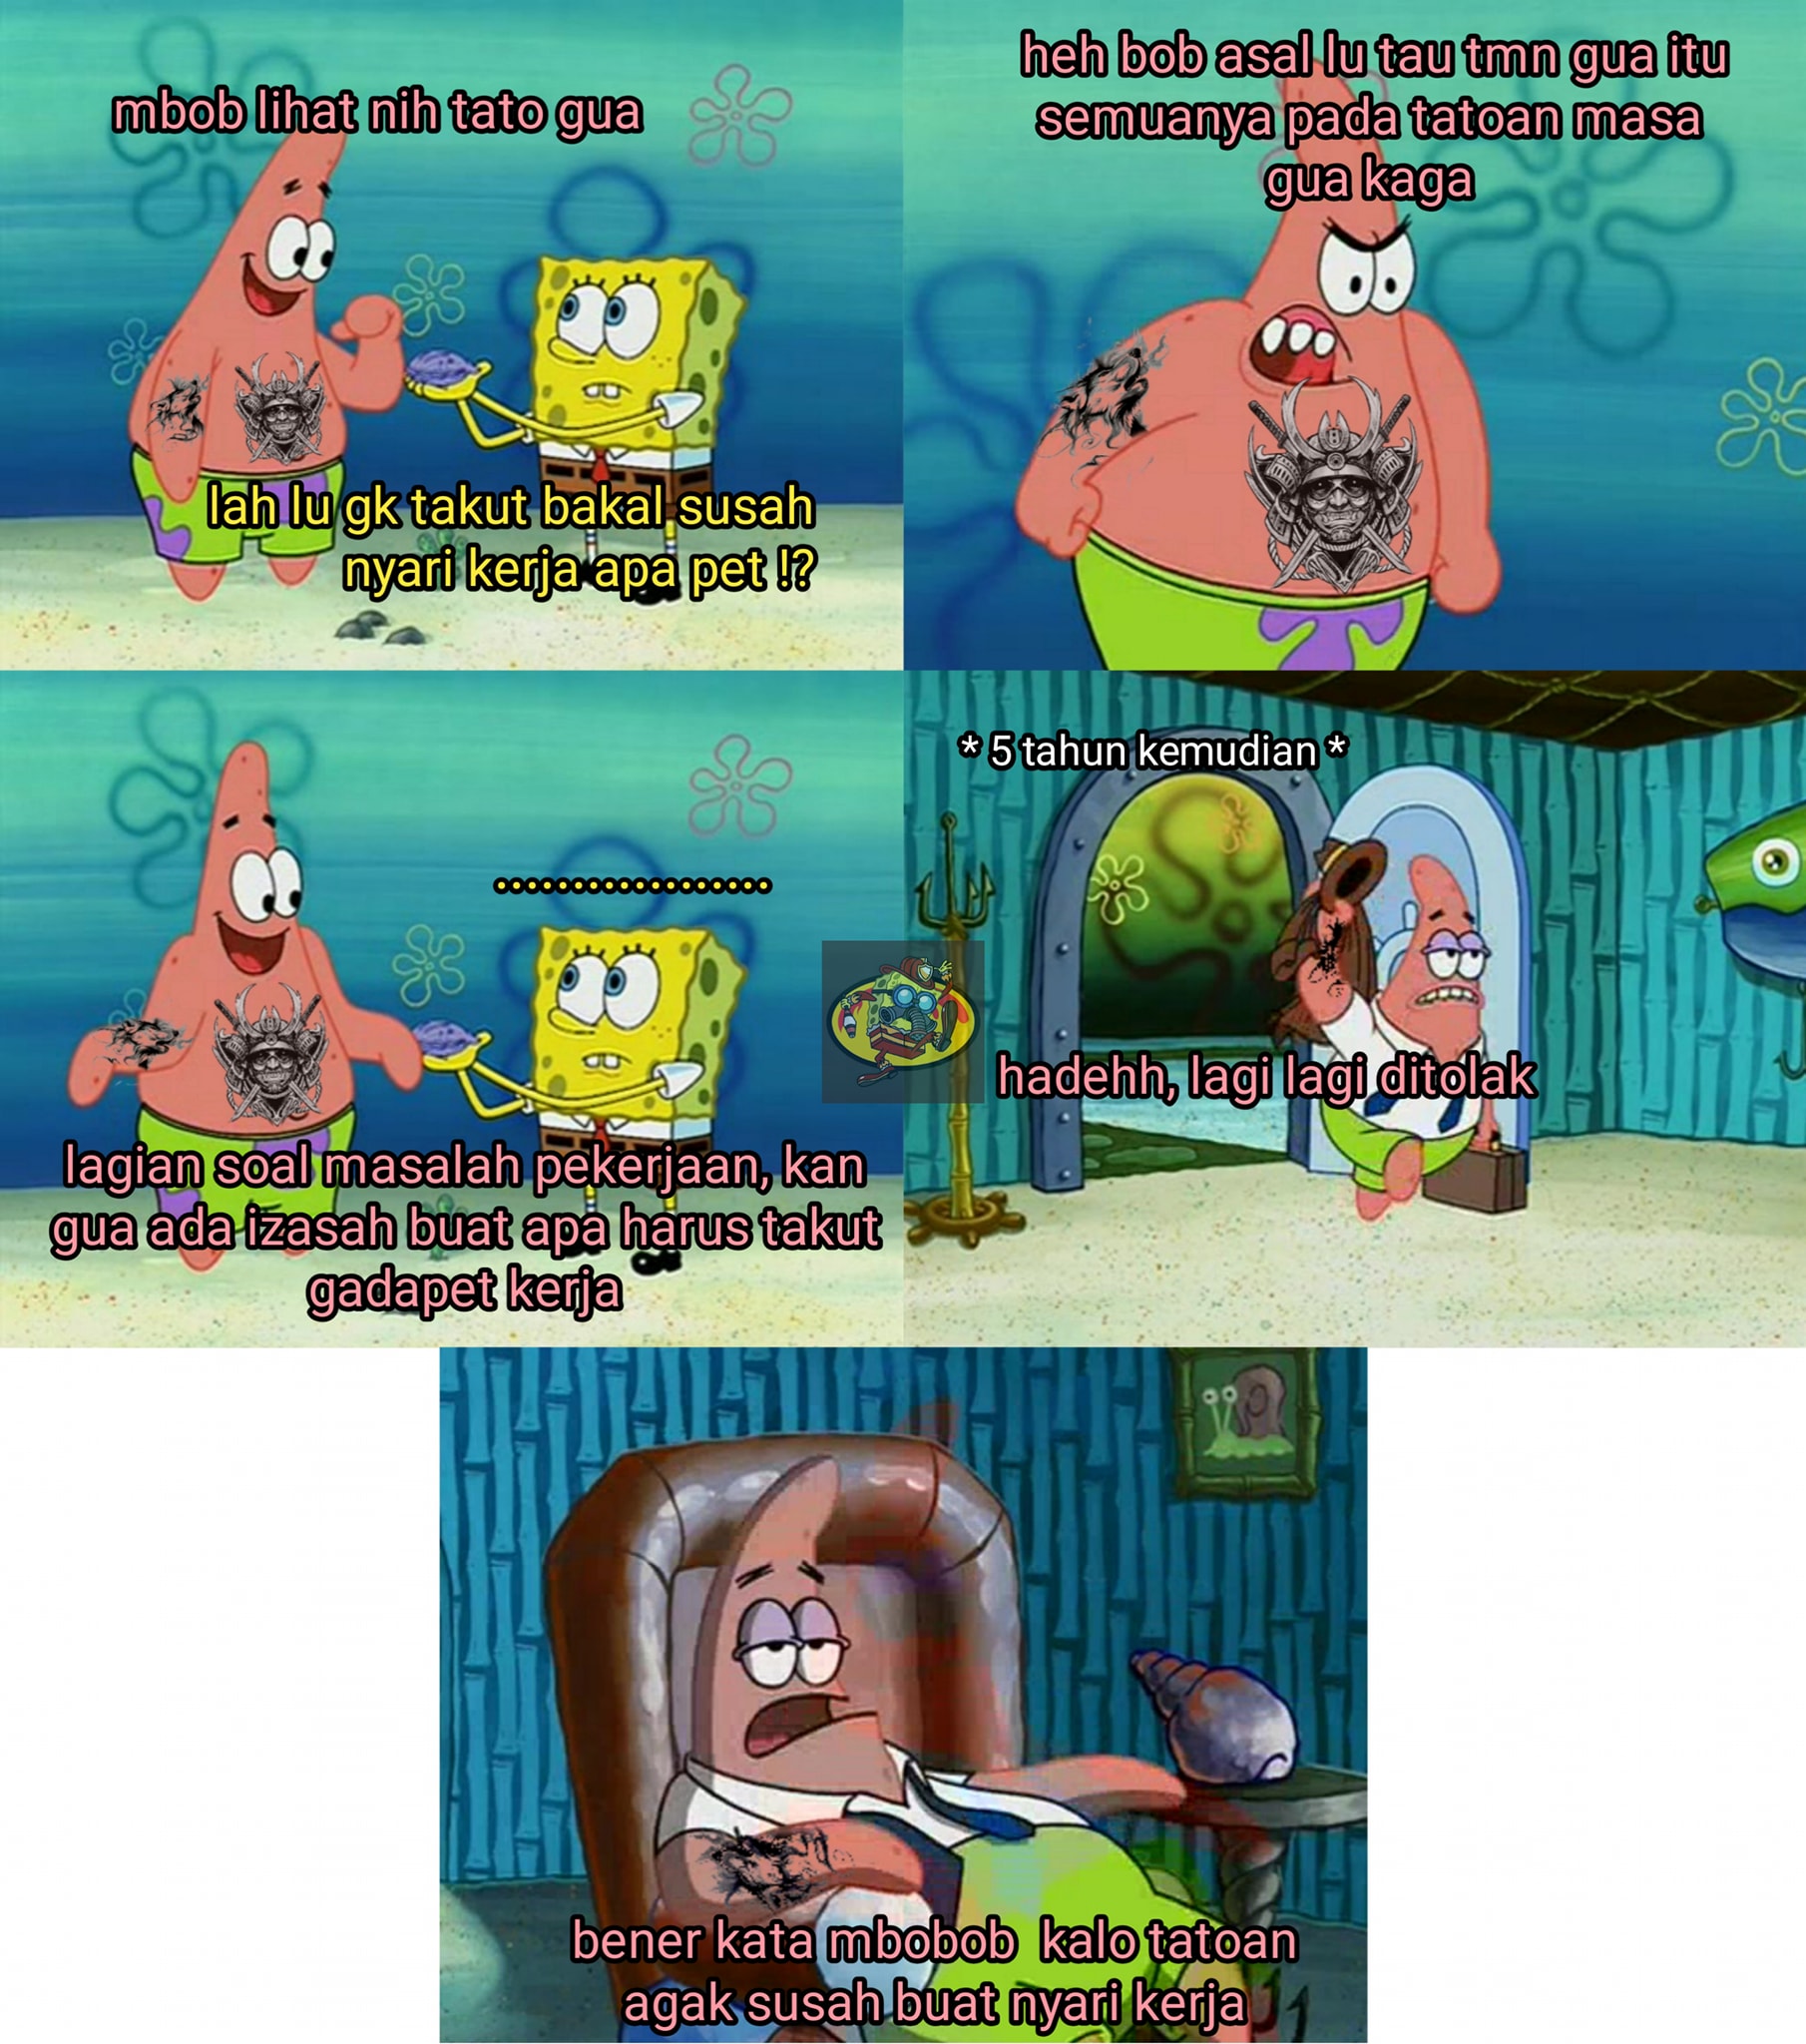 mbob lihat nih tato gua
lah lu gk takut bakal susah
nyari kerja apa pet !?
heh bob asal lu tau tmn gua itu
semuanya pada tatoan masa
gua kaga
..................
lagian soal masalah pekerjaan, kan
gua ada izasah buat apa harus takut
gadapet kerja
* 5 tahun kemudian *
hadehh, lagi lagi ditolak
bener kata mbobob kalo tatoan
agak susah buat nyari kerja